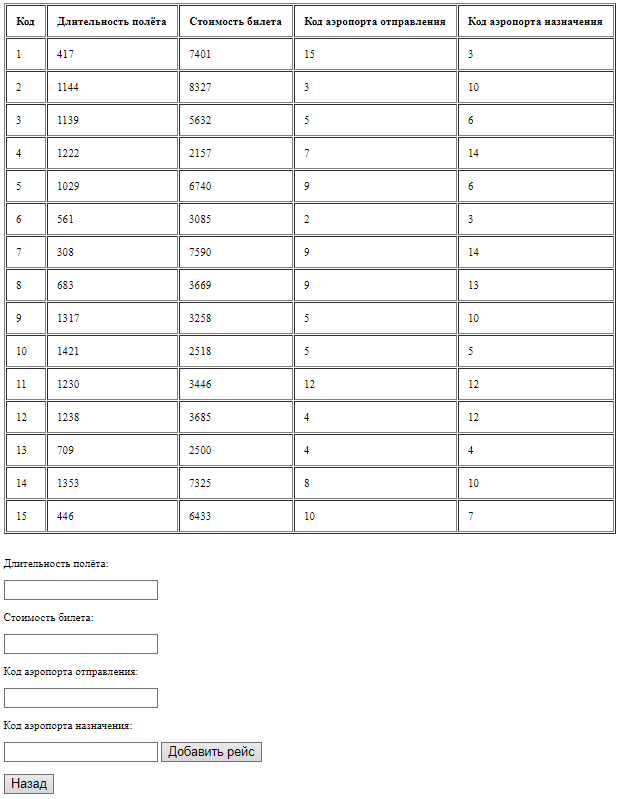 Код Длительность полёта Стоимость билета Код аэропорта отправления Код аэропорта назначения
1 417 7401 15 3
2 1144 8327 3 10
3 1139 5632 5 6
4 1222 2157 7 14
5 1029 6740 9 6
6 561 3085 2 3
7 308 7590 9 14
8 683 3669 9 13
9 1317 3258 5 10
10 1421 2518 5 5
11 1230 3446 12 12
12 1238 3685 4 12
13 709 2500 4 4
14 1353 7325 8 10
15 446 6433 10 7
Длительность полёта:
Стоимость билета:
Код аэропорта отправления:
Код аэропорта назначения:
Добавить рейс
Назад